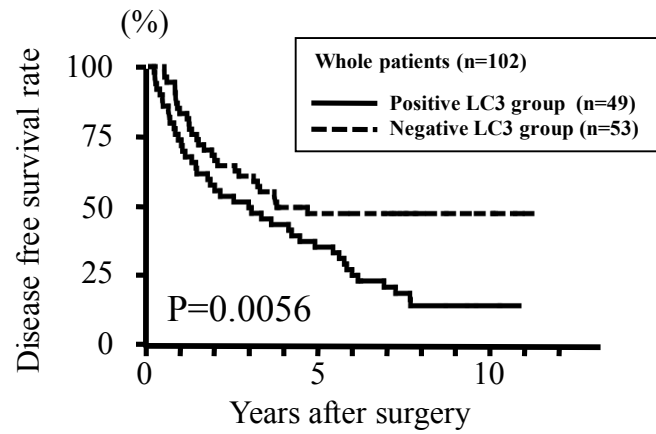 (%)
Whole patients (n=102)
Positive LC3 group (n=49)
Negative LC3 group (n=53)
Disease free survival rate
100
75
50
25
0
P=0.0056
0 5 10
Years after surgery